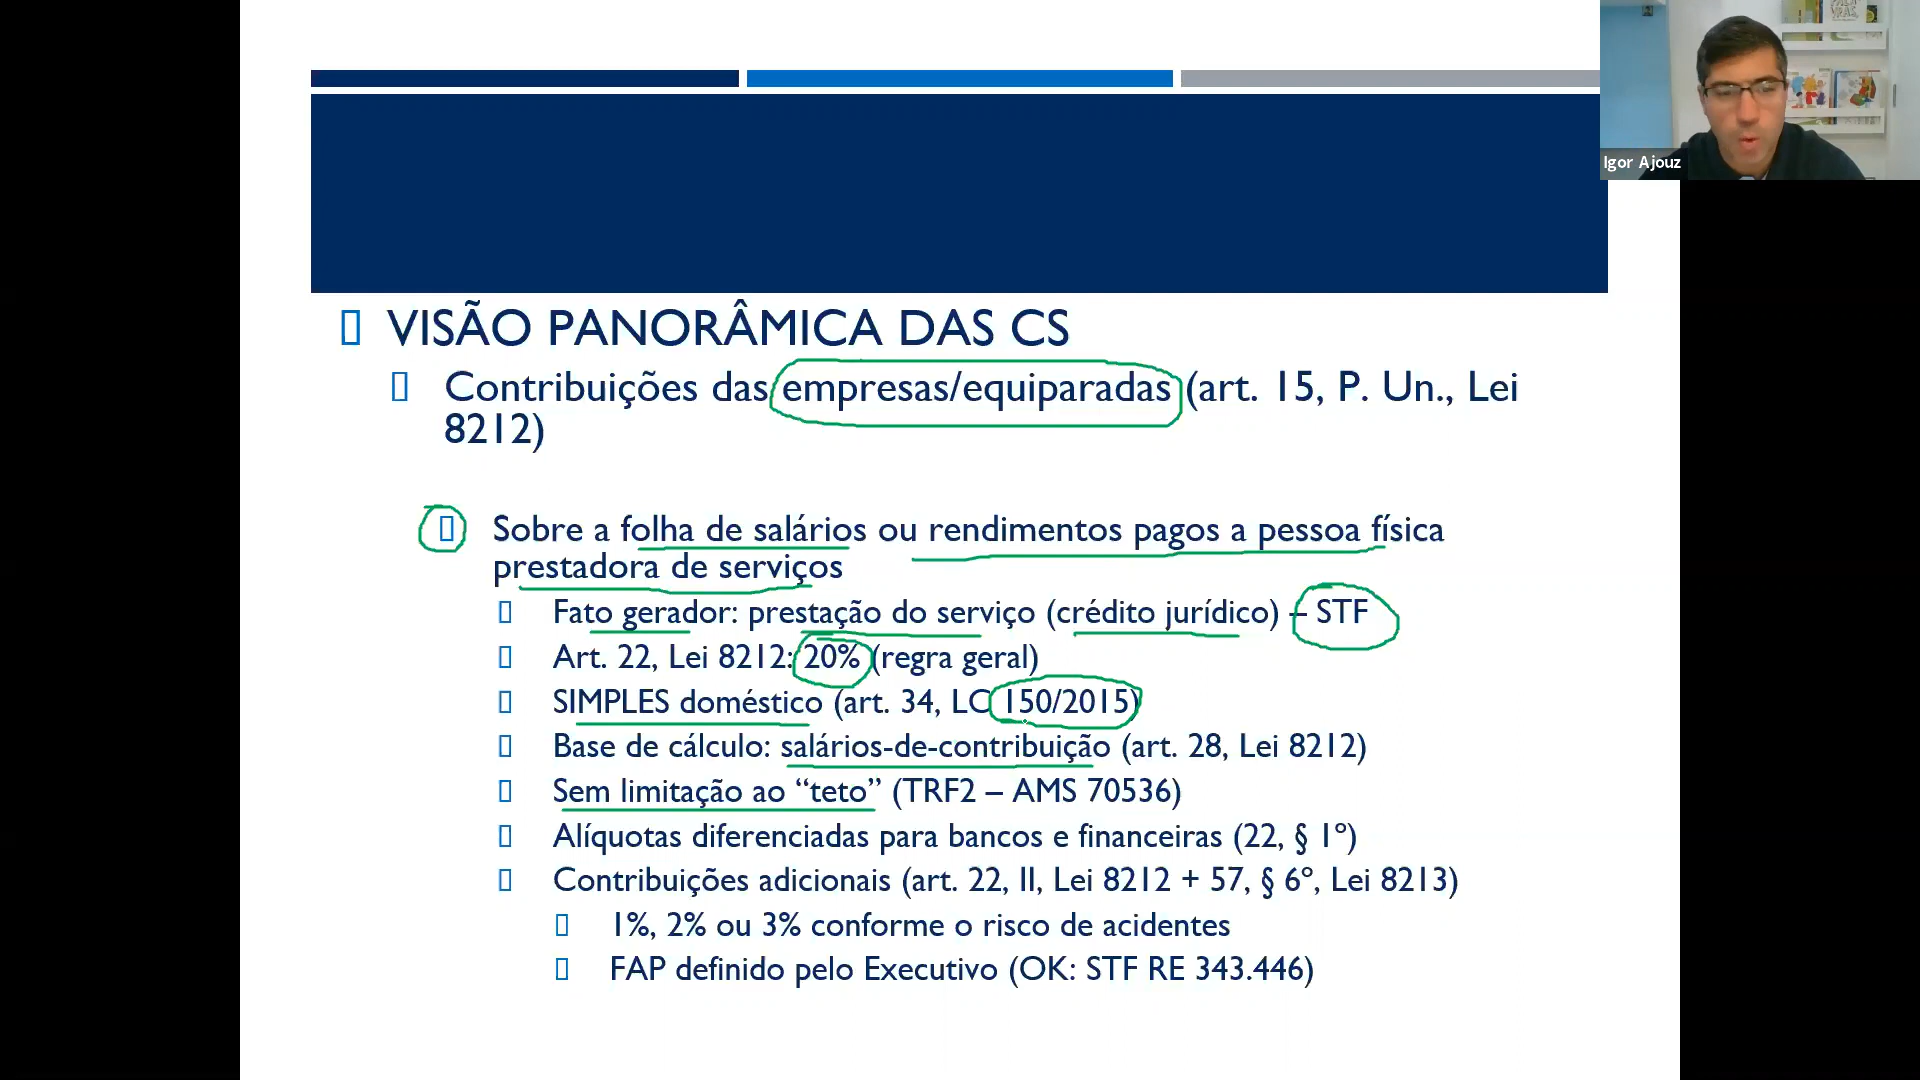 Igor Ajouz
VISÃO PANORÂMICA DAS CS
Contribuições das empresas/equiparadas (art. 15, P. Un., Lei
8212)
Sobre a folha de salários ou rendimentos pagos a pessoa física
prestadora de serviços
Fato gerador: prestação do serviço (crédito jurídico) – STF
Art. 22, Lei 8212: 20% (regra geral)
SIMPLES doméstico (art. 34, LC 150/2015)
Base de cálculo: salários-de-contribuição (art. 28, Lei 8212)
Sem limitação ao “teto” (TRF2 – AMS 70536)
Alíquotas diferenciadas para bancos e financeiras (22, § 1º)
Contribuições adicionais (art. 22, II, Lei 8212 + 57, § 6º, Lei 8213)
1%, 2% ou 3% conforme o risco de acidentes
FAP definido pelo Executivo (OK: STF RE 343.446)